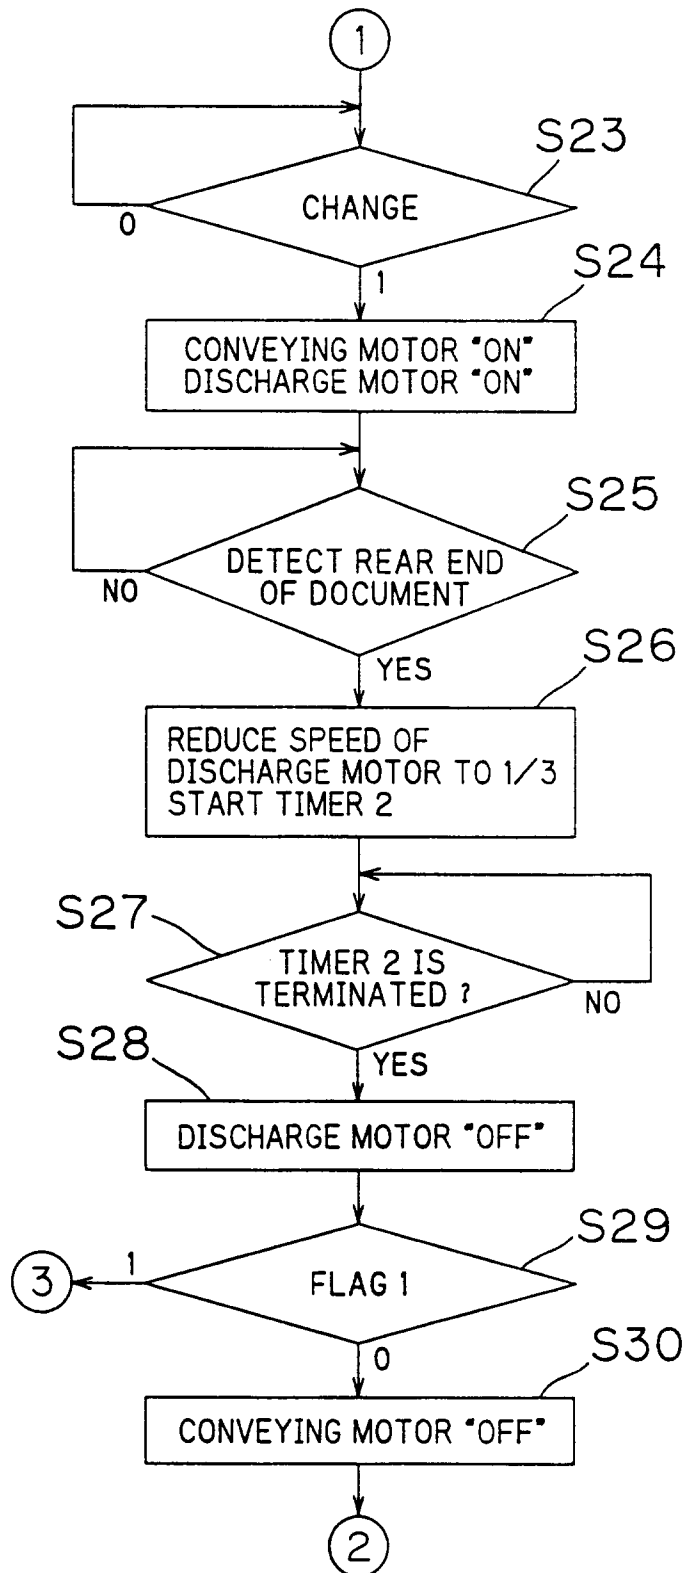 1
S23
CHANGE
0
1
S24
CONVEYING MOTOR "ON"
DISCHARGE MOTOR "ON"
S25
DETECT REAR END
OF DOCUMENT
NO
YES
S26
REDUCE SPEED OF
DISCHARGE MOTOR TO 1/3
START TIMER 2
S27
TIMER 2 IS
TERMINATED ?
NO
YES
S28
DISCHARGE MOTOR "OFF"
S29
3
1
FLAG 1
0
S30
CONVEYING MOTOR "OFF"
2